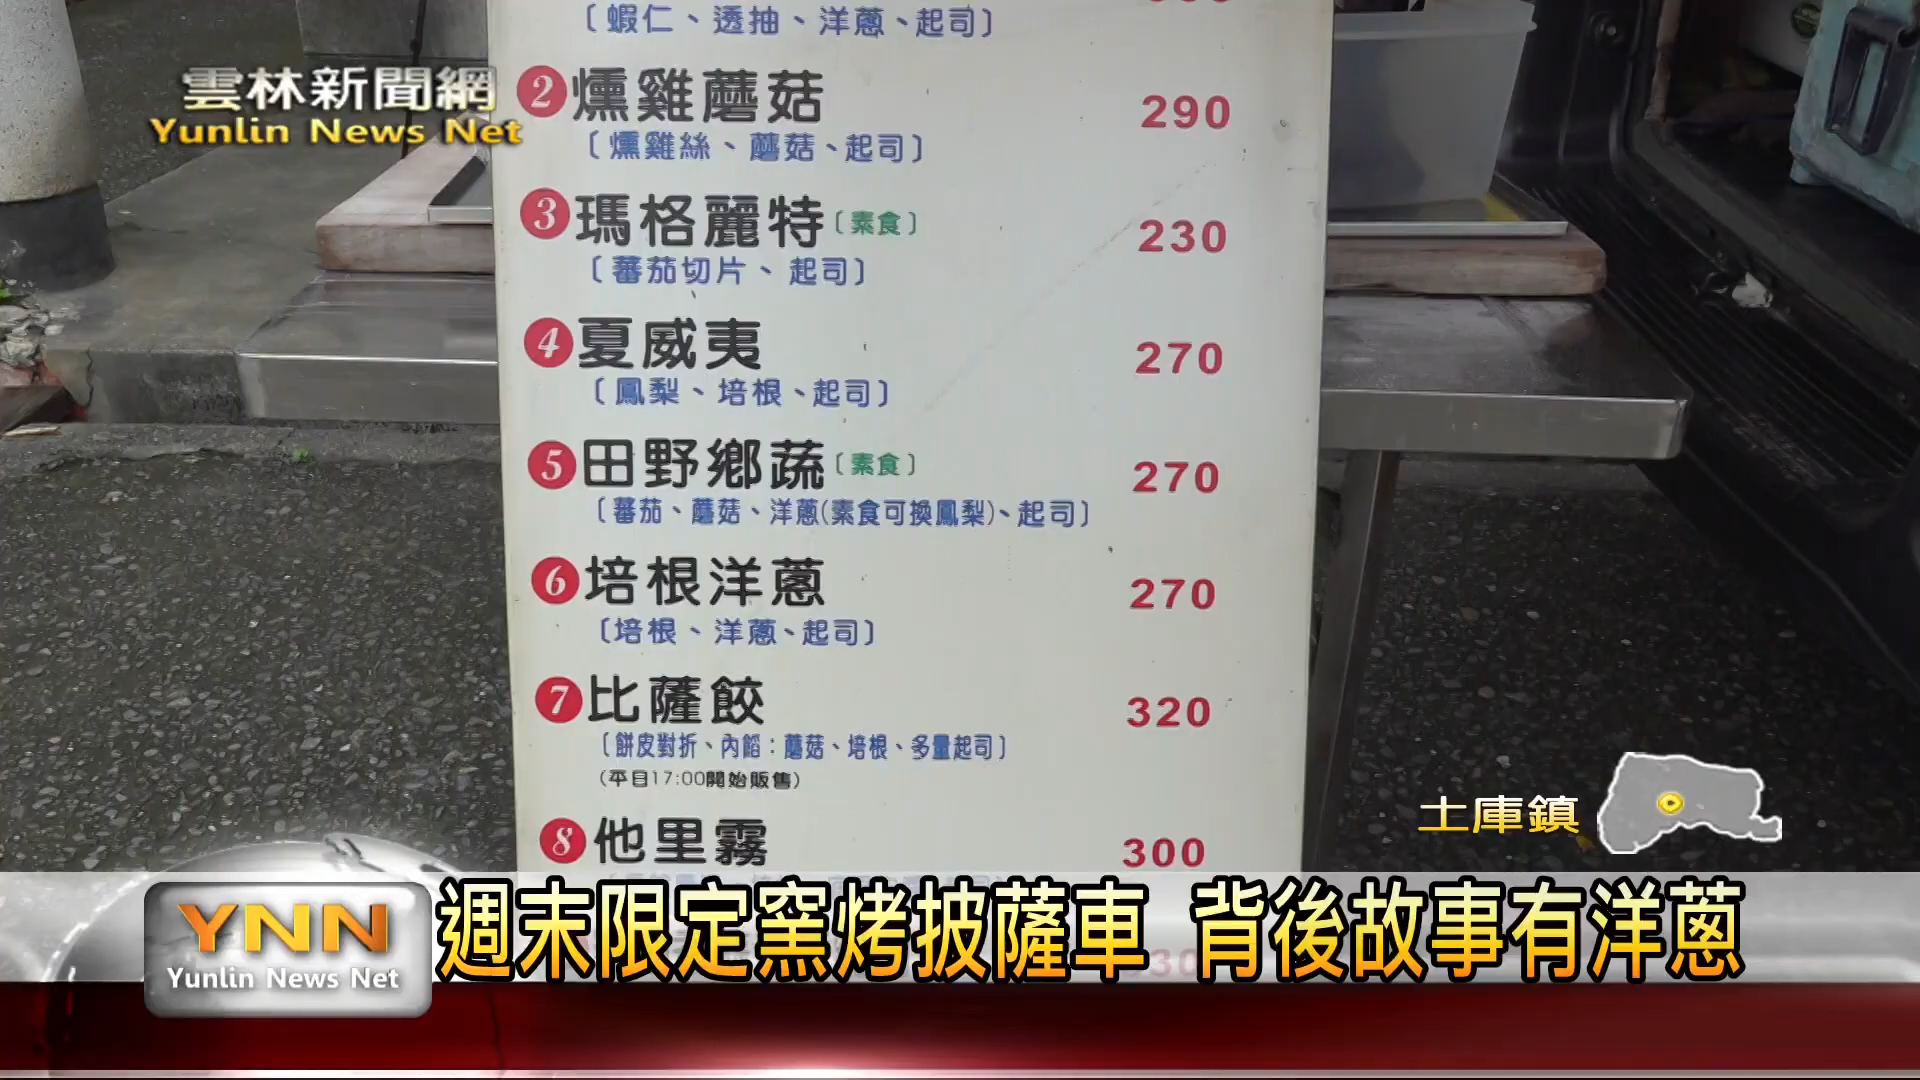 〔蝦仁、透抽、洋蔥、起司〕
雲林新聞網
Yunlin News Net
2 燻雞蘑菇 290
〔燻雞絲、蘑菇、起司〕
3 瑪格麗特〔素食〕 230
〔蕃茄切片、起司〕
4 夏威夷 270
〔鳳梨、培根、起司〕
5 田野鄉蔬〔素食〕 270
〔蕃茄、蘑菇、洋蔥(素食可換鳳梨)、起司〕
6 培根洋蔥 270
〔培根、洋蔥、起司〕
7 比薩餃 320
〔餅皮對折、內餡：蘑菇、培根、多量起司〕
(平日17:00開始販售)
8 他里霧 300
土庫鎮
YNN
Yunlin News Net
週末限定窯烤披薩車 背後故事有洋蔥